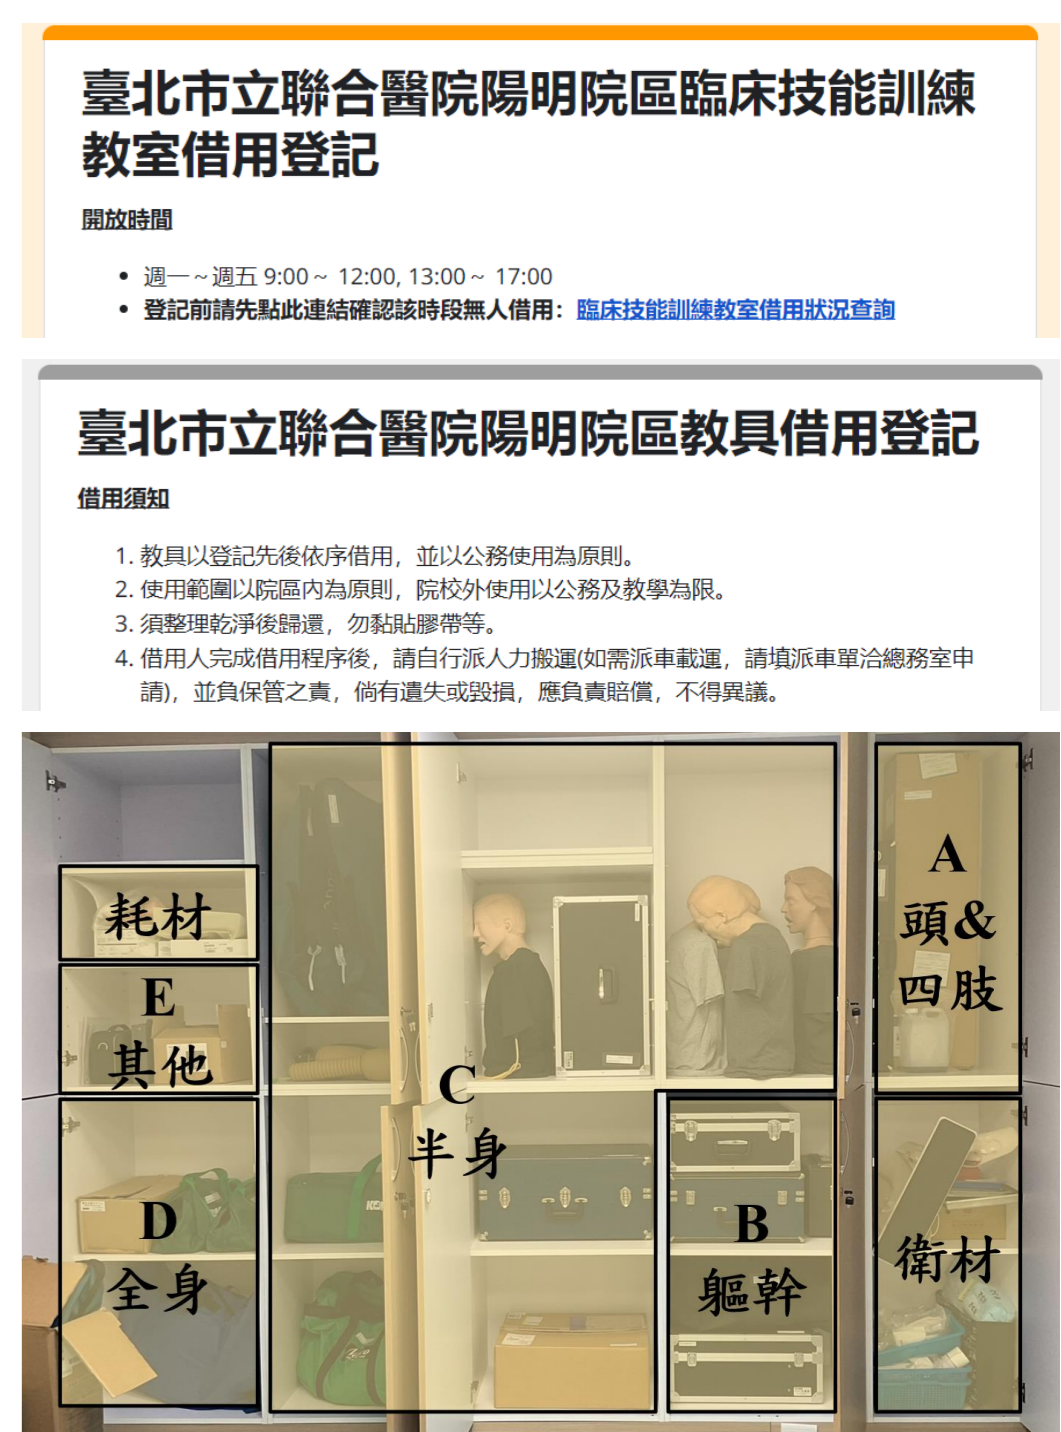 臺北市立聯合醫院陽明院區臨床技能訓練
教室借用登記
開放時間
週一～週五 9:00～ 12:00, 13:00～ 17:00
登記前請先點此連結確認該時段無人借用：臨床技能訓練教室借用狀況查詢
臺北市立聯合醫院陽明院區教具借用登記
借用須知
1. 教具以登記先後依序借用，並以公務使用為原則。
2. 使用範圍以院區內為原則，院校外使用以公務及教學為限。
3. 須整理乾淨後歸還，勿黏貼膠帶等。
4. 借用人完成借用程序後，請自行派人力搬運(如需派車載運，請填派車單洽總務室申
請)，並負保管之責，倘有遺失或毀損，應負責賠償，不得異議。
耗材
E
其他
D
全身
C
半身
B
軀幹
A
頭&
四肢
衛材